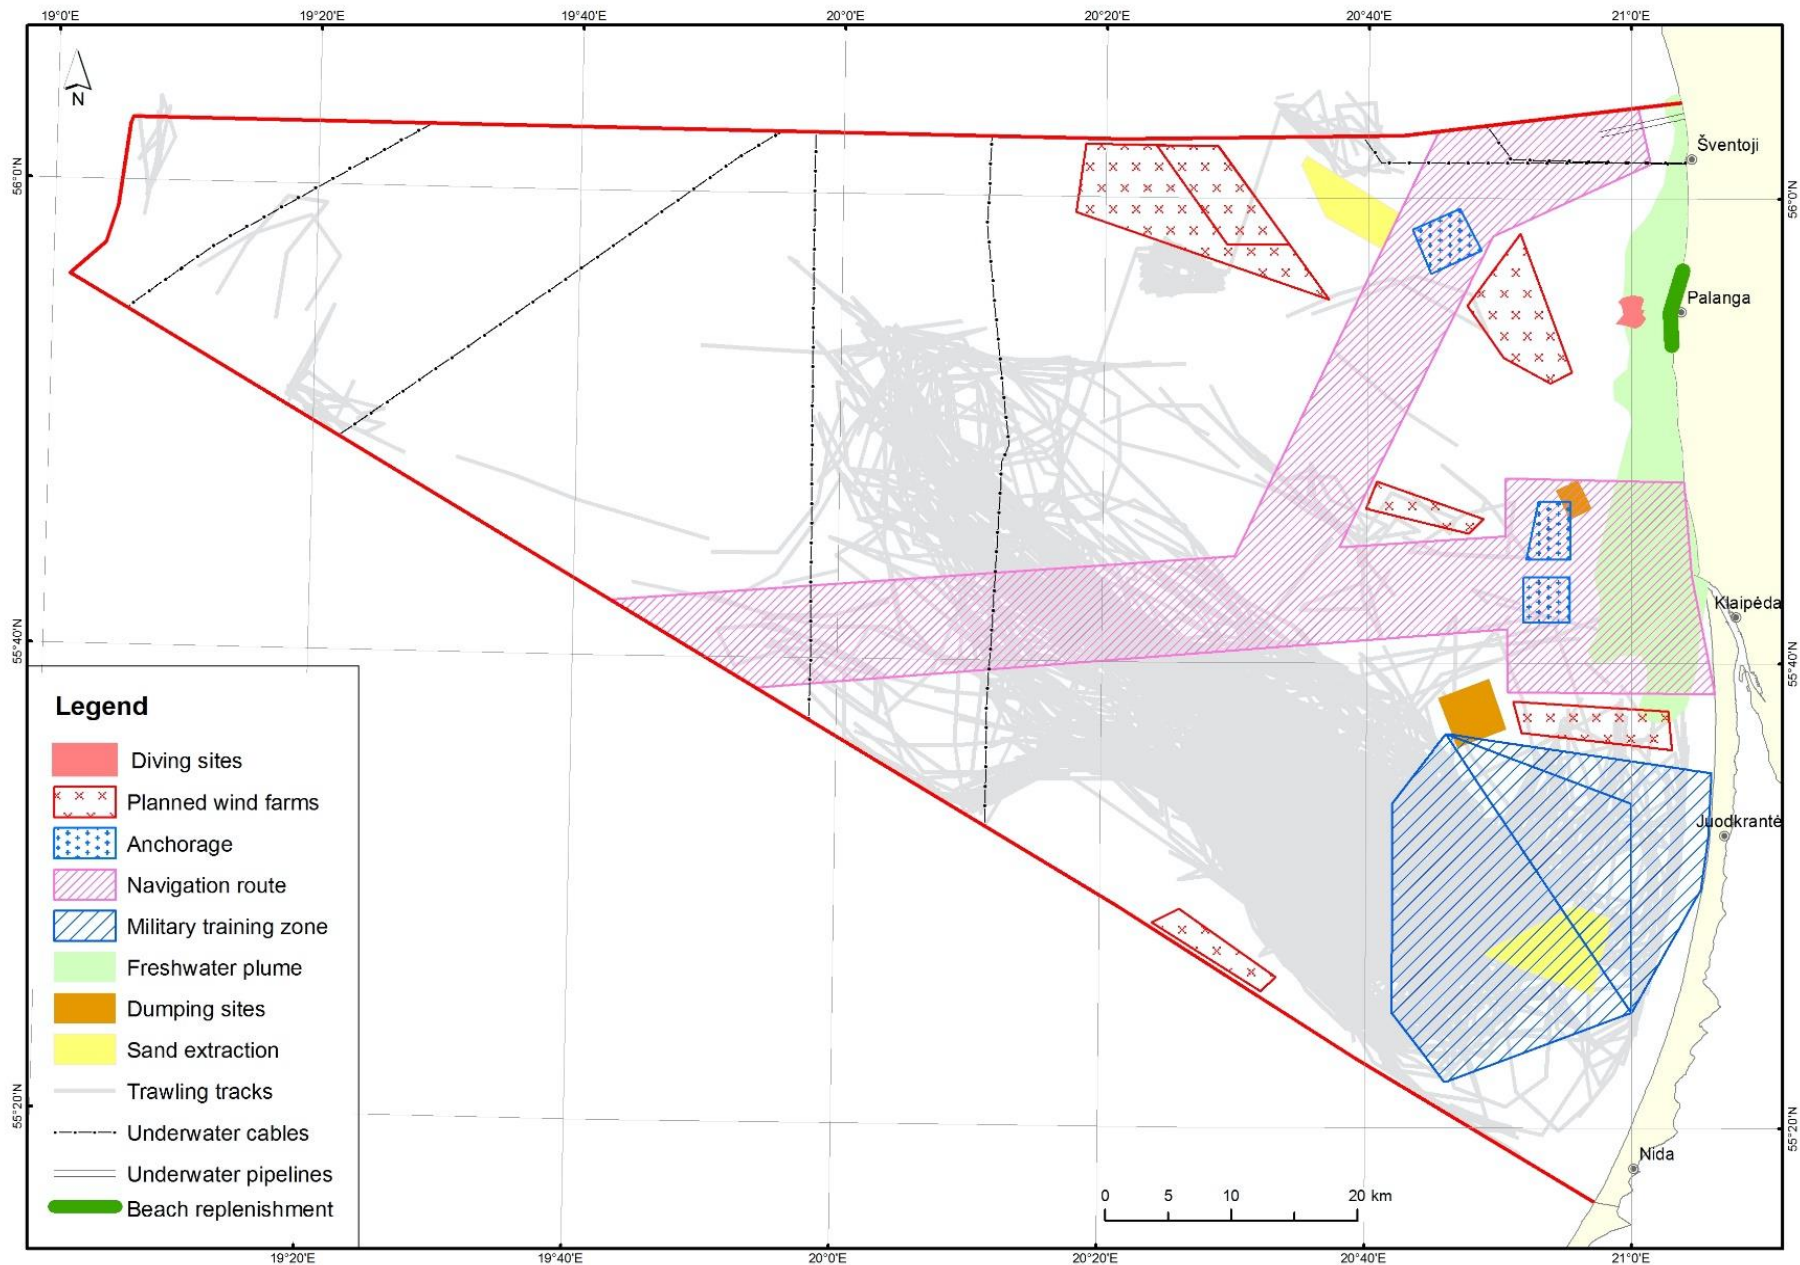 19°0'E 19°20'E 19°40'E 20°0'E 20°20'E 20°40'E 21°0'E
N
56°0'N
56°0'N
Šventoji
Palanga
Klaipėda
55°40'N
55°40'N
Juodkrantė
Legend
Diving sites
Planned wind farms
Anchorage
Navigation route
Military training zone
Freshwater plume
Dumping sites
Sand extraction
Trawling tracks
Underwater cables
Underwater pipelines
Beach replenishment
55°20'N
55°20'N
Nida
0 5 10 20 km
19°20'E 19°40'E 20°0'E 20°20'E 20°40'E 21°0'E